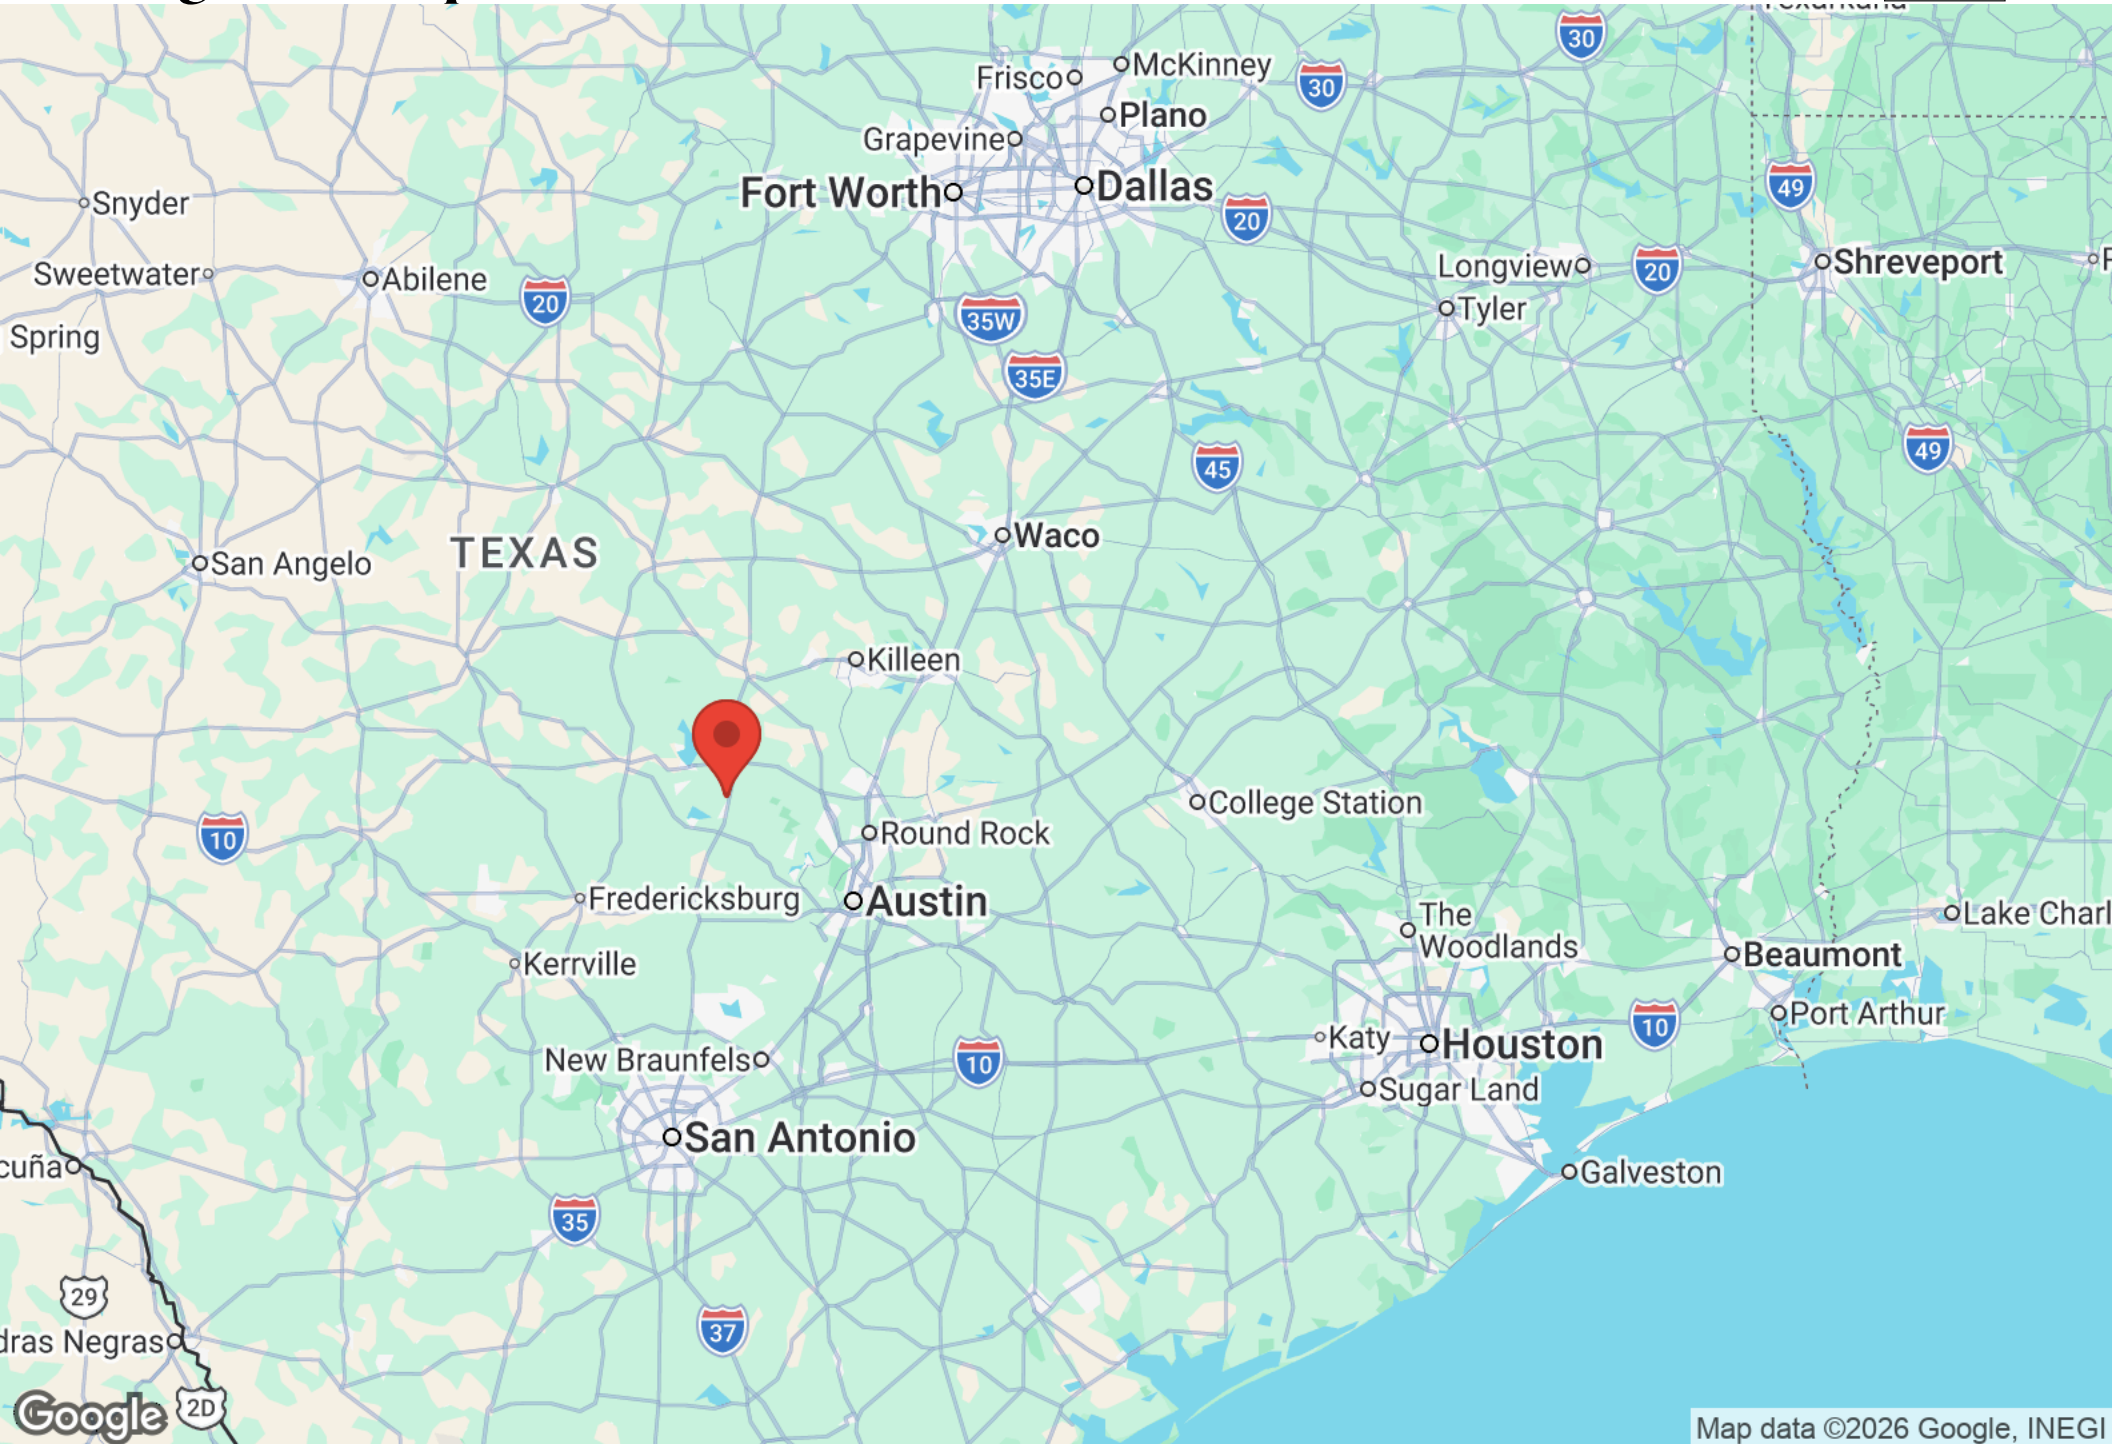 McKinney
Frisco
30
30
Plano
Grapevine
Fort Worth
Dallas
49
Snyder
20
Sweetwater
Abilene
20
Longview
20
Shreveport
Tyler
35W
Spring
35E
45
49
Waco
TEXAS
San Angelo
Killeen
College Station
10
Round Rock
Fredericksburg
Austin
The
Woodlands
Lake Charl
Kerrville
Beaumont
Port Arthur
10
Katy
Houston
New Braunfels
10
Sugar Land
San Antonio
cuña
Galveston
35
29
37
dras Negras
Google
2D
Map data ©2026 Google, INEGI